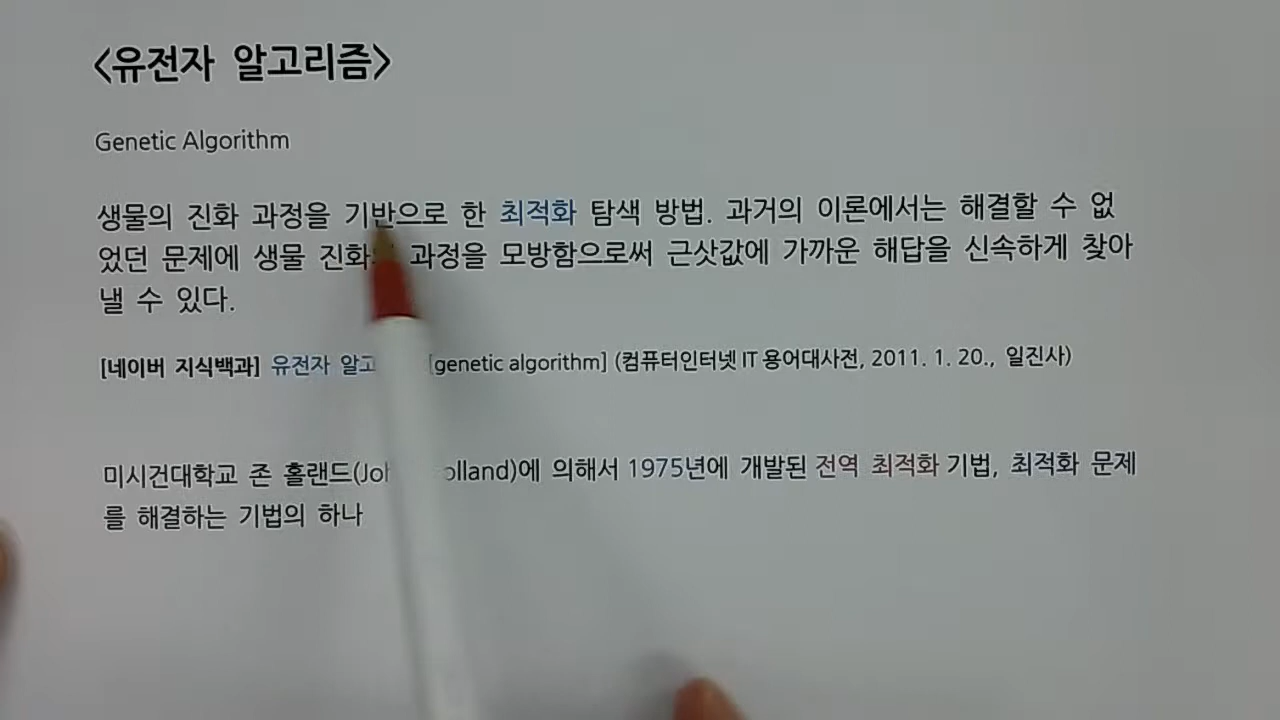 <유전자 알고리즘>
Genetic Algorithm
생물의 진화 과정을 기반으로 한 최적화 탐색 방법. 과거의 이론에서는 해결할 수 없
었던 문제에 생물 과정을 모방함으로써 근삿값에 가까운 해답을 신속하게 찾아
낼 수 있다.
[네이버 지식백과] 유전자 [genetic algorithm] (컴퓨터인터넷 IT 용어대사전, 2011. 1. 20., 일진사)
미시건대학교 존 홀랜드 의해서 1975년에 개발된 전역 최적화 기법, 최적화 문제
를 해결하는 기법의 하나